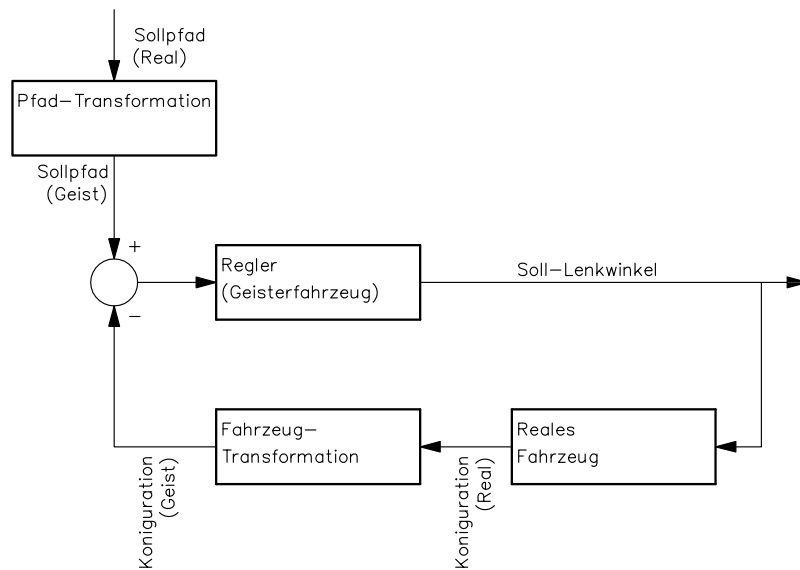 Sollpfad
(Real)
Pfad-Transformation
Sollpfad
(Geist)
+
Regler
(Geisterfahrzeug)
Soll-Lenkwinkel
-
Fahrzeug-
Transformation
Reales
Fahrzeug
Koniguration
(Geist)
Koniguration
(Real)